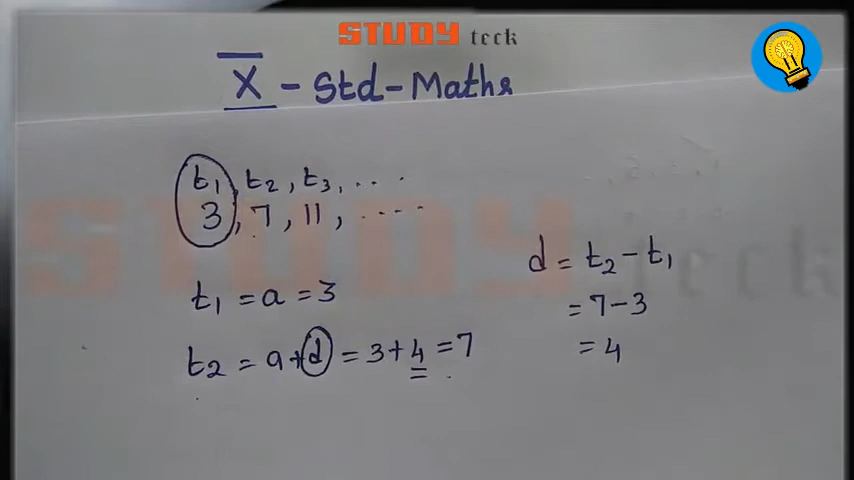 STUDY teck
X - Std - Maths
t₁, t₂, t₃, ....
3, 7, 11, ....
d = t₂ - t₁
t₁ = a = 3
= 7 - 3
t₂ = a + d = 3 + 4 = 7
= 4
STUDY